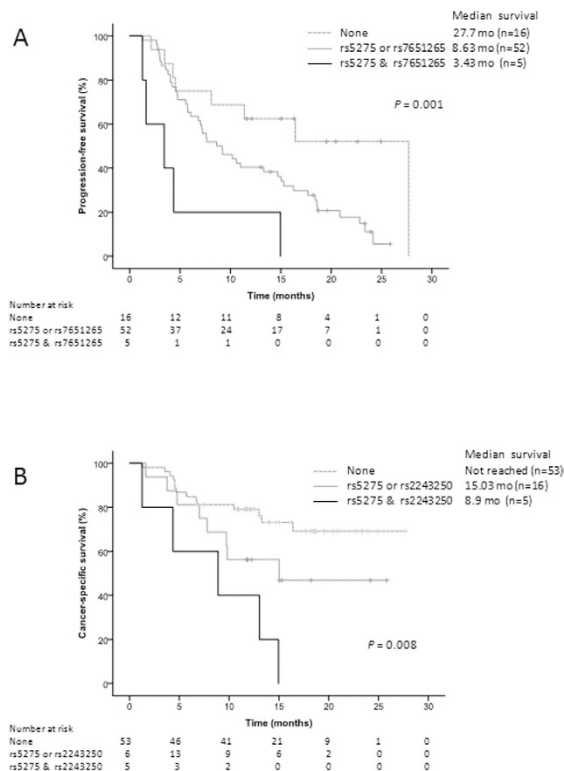 A
Median survival
None 27.7 mo (n=16)
rs5275 or rs7651265 8.63 mo (n=52)
rs5275 & rs7651265 3.43 mo (n=5)
P = 0.001
Progression-free survival (%)
100
80
60
40
20
0
0 5 10 15 20 25 30
Time (months)
Number at risk
None 16 12 11 8 4 1 0
rs5275 or rs7651265 52 37 24 17 7 1 0
rs5275 & rs7651265 5 1 1 0 0 0 0
B
Median survival
None Not reached (n=53)
rs5275 or rs2243250 15.03 mo (n=16)
rs5275 & rs2243250 8.9 mo (n=5)
P = 0.008
Cancer-specific survival (%)
100
80
60
40
20
0
0 5 10 15 20 25 30
Time (months)
Number at risk
None 53 46 41 21 9 1 0
rs5275 or rs2243250 6 13 9 6 2 0 0
rs5275 & rs2243250 5 3 2 0 0 0 0